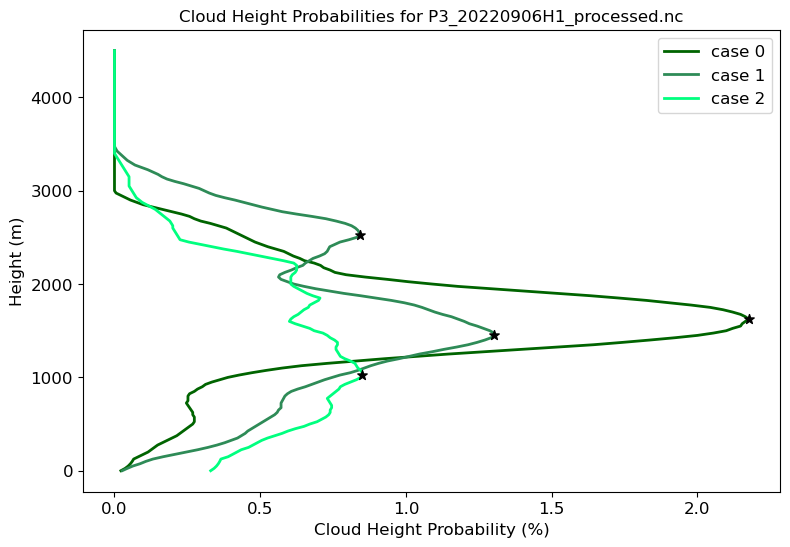 Cloud Height Probabilities for P3_20220906H1_processed.nc
case 0
case 1
case 2
4000
3000
2000
1000
0
Height (m)
0.0 0.5 1.0 1.5 2.0
Cloud Height Probability (%)